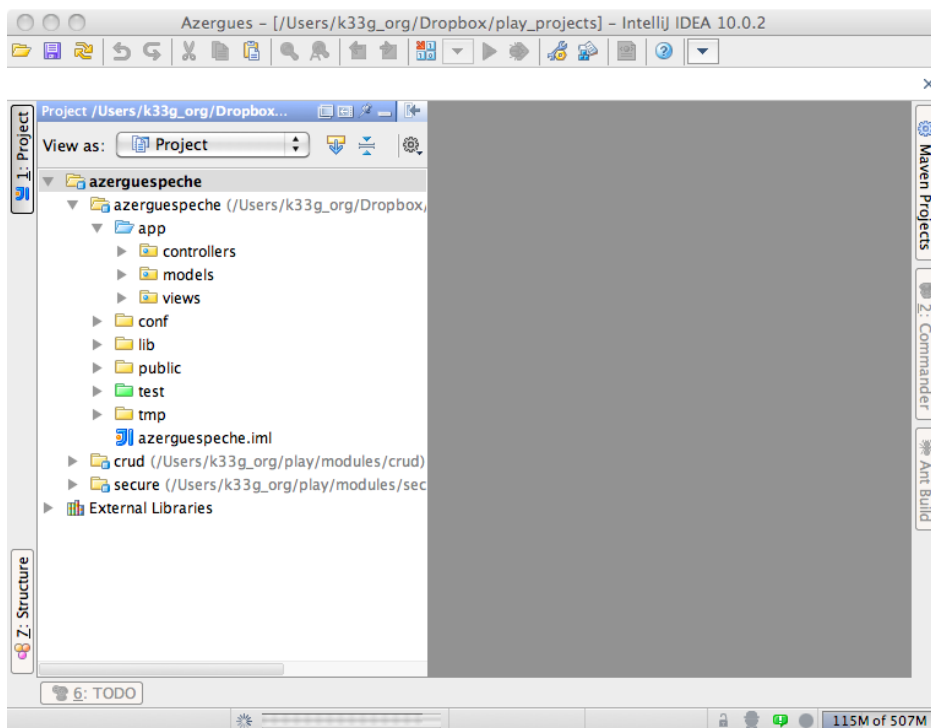 Azergues – [/Users/k33g_org/Dropbox/play_projects] – IntelliJ IDEA 10.0.2
Project /Users/k33g_org/Dropbox...
View as: Project
azerguespeche
azerguespeche (/Users/k33g_org/Dropbox/
app
controllers
models
views
conf
lib
public
test
tmp
azerguespeche.iml
crud (/Users/k33g_org/play/modules/crud)
secure (/Users/k33g_org/play/modules/sec
External Libraries
1: Project
Z: Structure
Maven Projects
2: Commander
Ant Build
6: TODO
115M of 507M